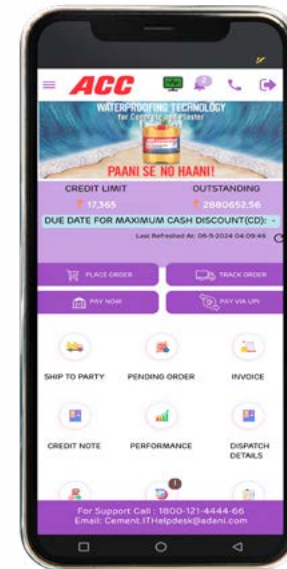 ACC
2
WATERPROOFING TECHNOLOGY
for Concrete and Plaster
PAANI SE NO HAANI!
CREDIT LIMIT OUTSTANDING
₹ 17,365 ₹ 2880652.56
DUE DATE FOR MAXIMUM CASH DISCOUNT(CD): -
Last Refreshed At: 06-9-2024 04:09:46
PLACE ORDER TRACK ORDER
PAY NOW PAY VIA UPI
SHIP TO PARTY PENDING ORDER INVOICE
CREDIT NOTE PERFORMANCE DISPATCH
DETAILS
!
For Support Call : 1800-121-4444-66
Email: Cement.ITHelpdesk@adani.com